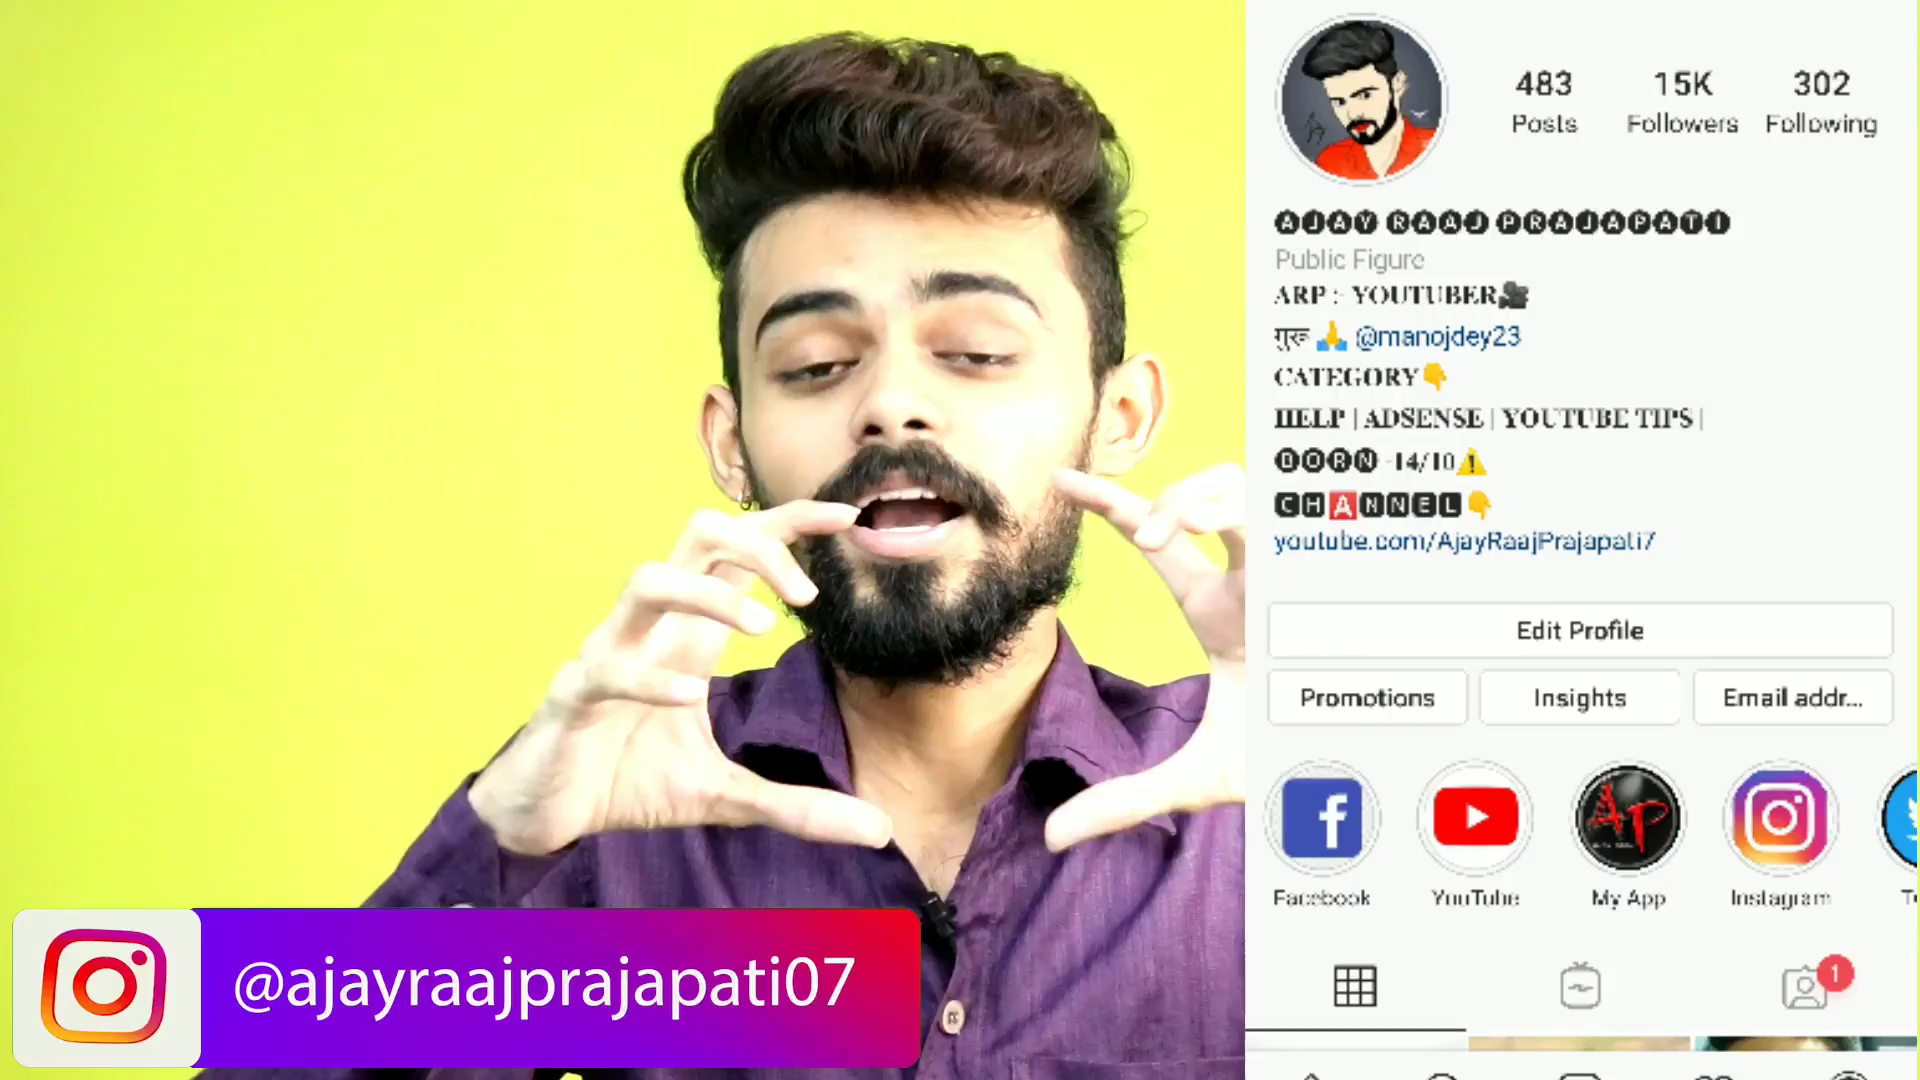 483 15K 302
Posts Followers Following
AJAY RAAJ PRAJAPATI
Public Figure
ARP :- YOUTUBER🎥
गुरू 🙏 @manojdey23
CATEGORY👇
HELP | ADSENSE | YOUTUBE TIPS |
BORN -14/10⚠️
CHANNEL👇
youtube.com/AjayRaajPrajapati7
Edit Profile
Promotions Insights Email addr...
f
AP
Facebook YouTube My App Instagram
1
@ajayraajprajapati07